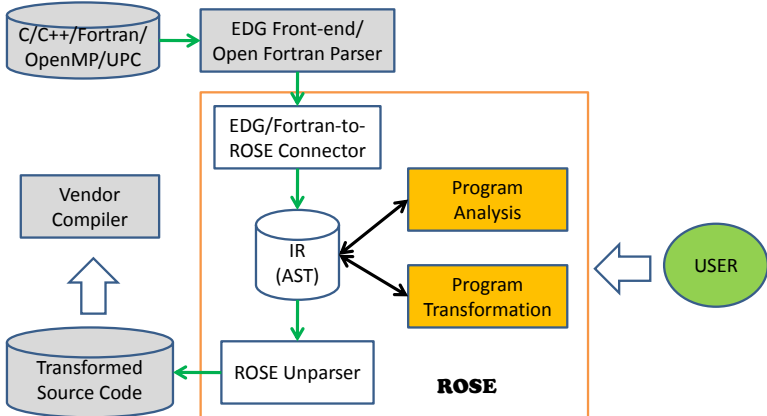 C/C++/Fortran/
OpenMP/UPC
EDG Front-end/
Open Fortran Parser
EDG/Fortran-to-
ROSE Connector
Vendor
Compiler
Program
Analysis
IR
(AST)
USER
Program
Transformation
Transformed
Source Code
ROSE Unparser
ROSE